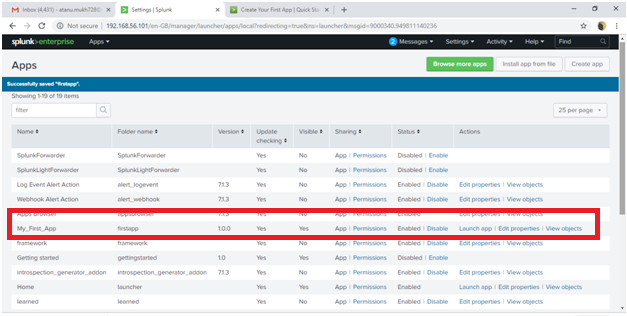 Inbox (4,431) - atanu.mukh728@
Settings | Splunk
Create Your First App | Quick Star
Not secure | 192.168.56.101/en-GB/manager/launcher/apps/local?redirecting=true&ns=launcher&msgid=9000340.949811140236
splunk>enterprise Apps 2 Messages Settings Activity Help Find
Apps Browse more apps Install app from file Create app
Successfully saved "firstapp".
Showing 1-19 of 19 items
filter 25 per page
Name Folder name Version Update checking Visible Sharing Status Actions
SplunkForwarder SplunkForwarder Yes No App | Permissions Disabled | Enable
SplunkLightForwarder SplunkLightForwarder Yes No App | Permissions Disabled | Enable
Log Event Alert Action alert_logevent 7.1.3 Yes No App | Permissions Enabled | Disable Edit properties | View objects
Webhook Alert Action alert_webhook 7.1.3 Yes No App | Permissions Enabled | Disable Edit properties | View objects
Apps Browser appsbrowser 7.1.3 Yes No App | Permissions Enabled Edit properties | View objects
My_First_App firstapp 1.0.0 Yes Yes App | Permissions Enabled | Disable Launch app | Edit properties | View objects
framework framework Yes No App | Permissions Enabled | Disable Edit properties | View objects
Getting started gettingstarted 1.0 Yes Yes App | Permissions Disabled | Enable
introspection_generator_addon introspection_generator_addon 7.1.3 Yes No App | Permissions Enabled | Disable Edit properties | View objects
Home launcher Yes Yes App | Permissions Enabled Launch app | Edit properties | View objects
learned learned Yes No App | Permissions Enabled | Disable Edit properties | View objects